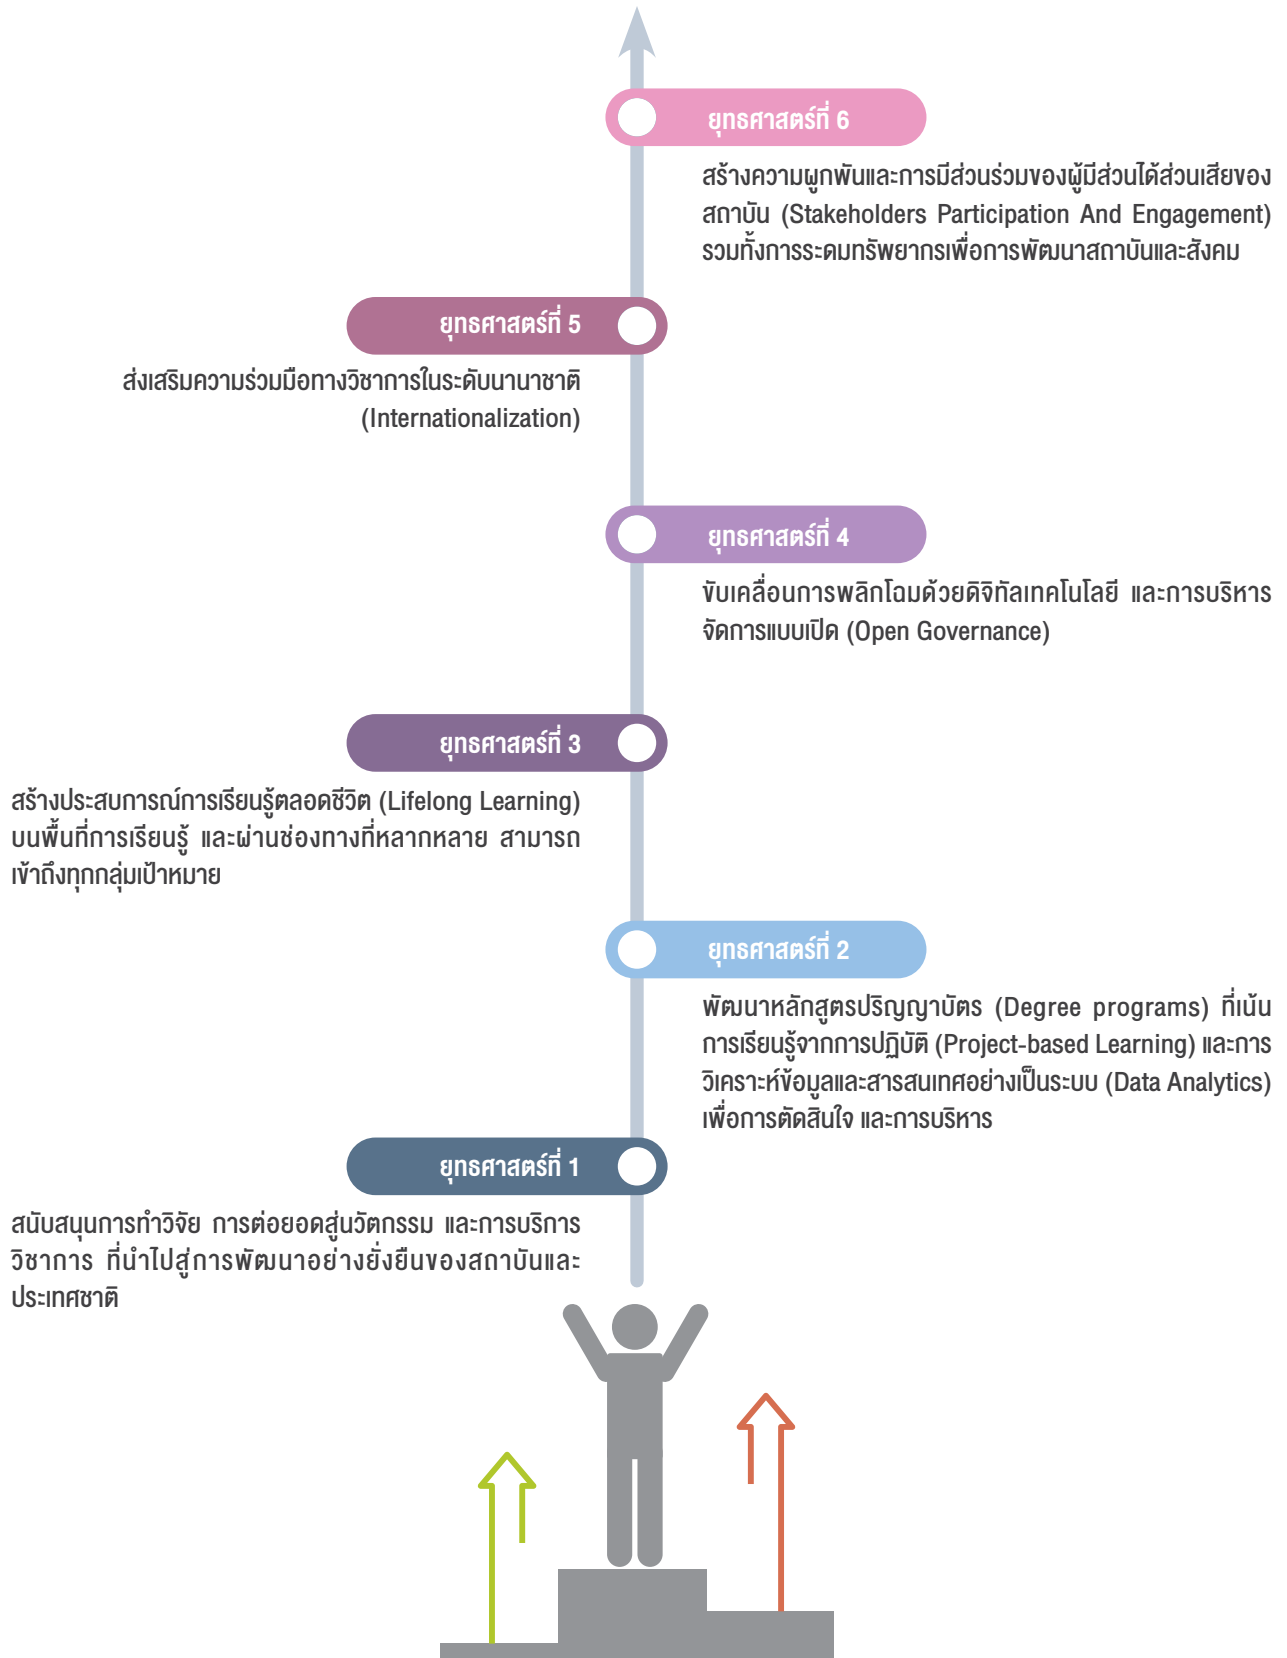 ยุทธศาสตร์ที่ 6
สร้างความผูกพันและการมีส่วนร่วมของผู้มีส่วนได้ส่วนเสียของ
สถาบัน (Stakeholders Participation And Engagement)
รวมทั้งการระดมทรัพยากรเพื่อการพัฒนาสถาบันและสังคม
ยุทธศาสตร์ที่ 5
ส่งเสริมความร่วมมือทางวิชาการในระดับนานาชาติ
(Internationalization)
ยุทธศาสตร์ที่ 4
ขับเคลื่อนการพลิกโฉมด้วยดิจิทัลเทคโนโลยี และการบริหาร
จัดการแบบเปิด (Open Governance)
ยุทธศาสตร์ที่ 3
สร้างประสบการณ์การเรียนรู้ตลอดชีวิต (Lifelong Learning)
บนพื้นที่การเรียนรู้ และผ่านช่องทางที่หลากหลาย สามารถ
เข้าถึงทุกกลุ่มเป้าหมาย
ยุทธศาสตร์ที่ 2
พัฒนาหลักสูตรปริญญาบัตร (Degree programs) ที่เน้น
การเรียนรู้จากการปฏิบัติ (Project-based Learning) และการ
วิเคราะห์ข้อมูลและสารสนเทศอย่างเป็นระบบ (Data Analytics)
เพื่อการตัดสินใจ และการบริหาร
ยุทธศาสตร์ที่ 1
สนับสนุนการทำวิจัย การต่อยอดสู่นวัตกรรม และการบริการ
วิชาการ ที่นำไปสู่การพัฒนาอย่างยั่งยืนของสถาบันและ
ประเทศชาติ